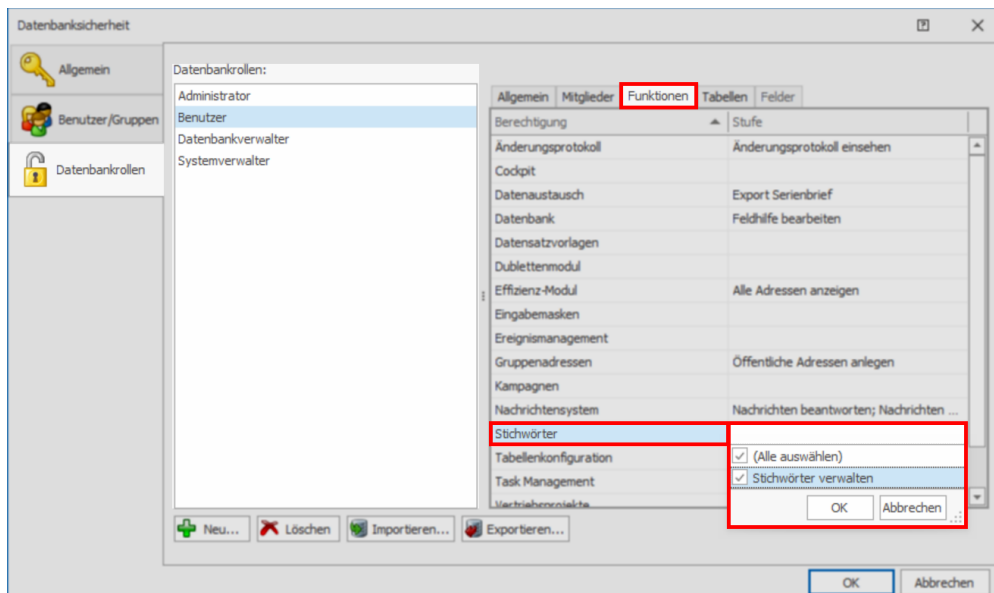 Datenbanksicherheit
Allgemein
Benutzer/Gruppen
Datenbankrollen
Datenbankrollen:
Administrator
Benutzer
Datenbankverwalter
Systemverwalter
Neu...
Löschen
Importieren...
Exportieren...
Allgemein Mitglieder Funktionen Tabellen Felder
Berechtigung Stufe
Änderungsprotokoll Änderungsprotokoll einsehen
Cockpit
Datenaustausch Export Serienbrief
Datenbank Feldhilfe bearbeiten
Datensatzvorlagen
Dublettenmodul
Effizienz-Modul Alle Adressen anzeigen
Eingabemasken
Ereignismanagement
Gruppenadressen Öffentliche Adressen anlegen
Kampagnen
Nachrichtensystem Nachrichten beantworten; Nachrichten ...
Stichwörter
Tabellenkonfiguration
Task Management
Vertriebsprojekte
(Alle auswählen)
Stichwörter verwalten
OK Abbrechen
OK Abbrechen